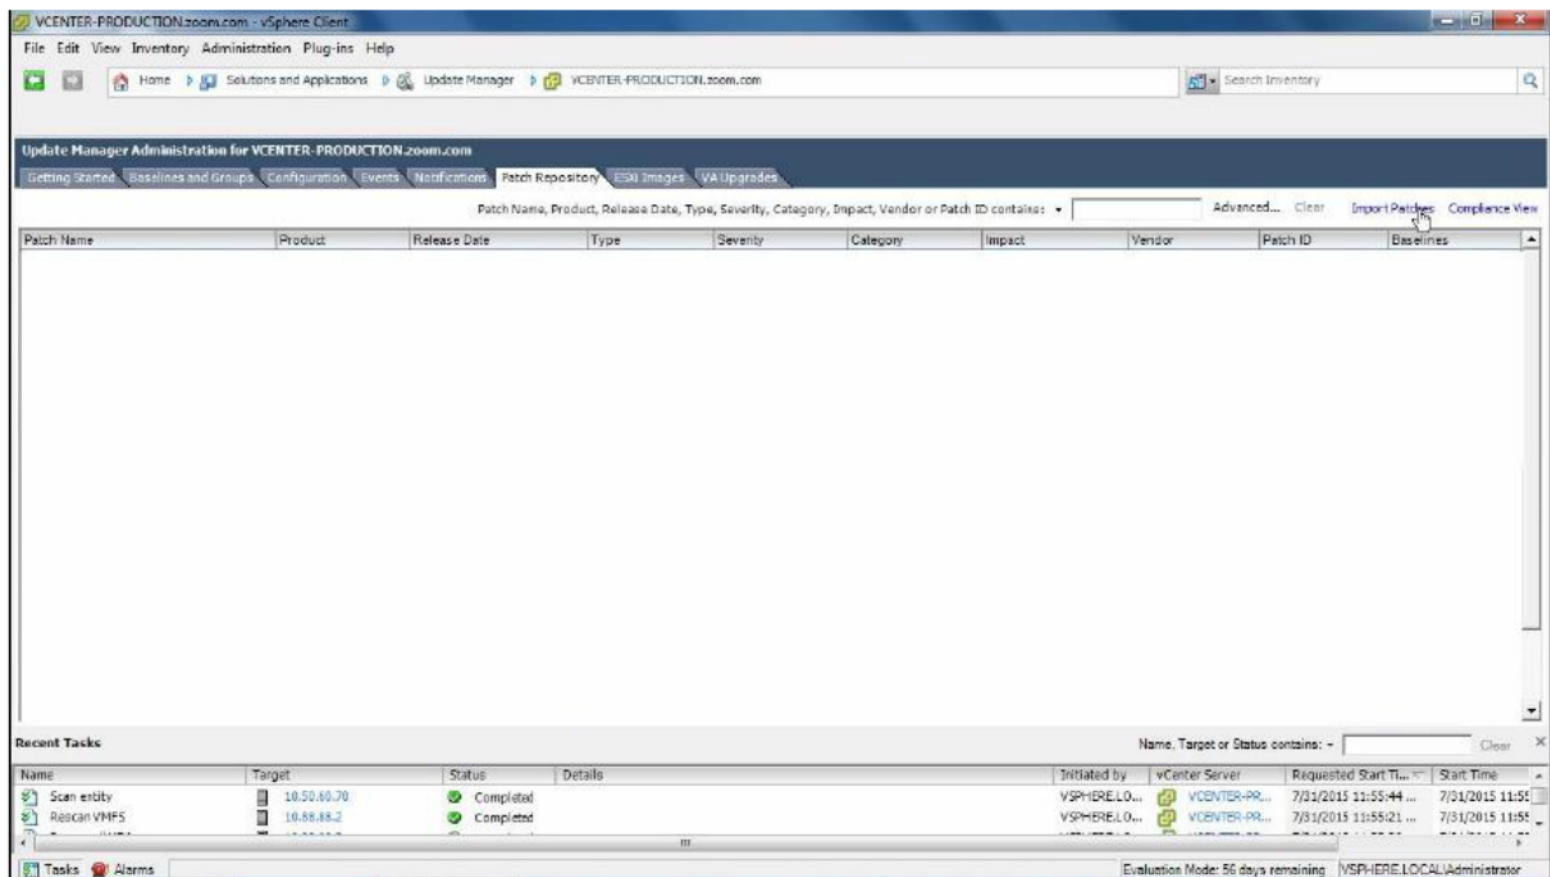 VCENTER-PRODUCTION.zoom.com - vSphere Client
File Edit View Inventory Administration Plug-ins Help
Home Solutions and Applications Update Manager VCENTER-PRODUCTION.zoom.com Search Inventory
Update Manager Administration for VCENTER-PRODUCTION.zoom.com
Getting Started Baselines and Groups Configuration Events Notifications Patch Repository ESXi Images VA Upgrades
Patch Name, Product, Release Date, Type, Severity, Category, Impact, Vendor or Patch ID contains: Advanced... Clear Import Patches Compliance View
Patch Name Product Release Date Type Severity Category Impact Vendor Patch ID Baselines
Recent Tasks Name, Target or Status contains: Clear
Name Target Status Details Initiated by vCenter Server Requested Start Ti... Start Time
Scan entity 10.50.60.70 Completed VSPHERE.LO... VCENTER-PR... 7/31/2015 11:55:44 ... 7/31/2015 11:55
Rescan VMFS 10.88.88.2 Completed VSPHERE.LO... VCENTER-PR... 7/31/2015 11:55:21 ... 7/31/2015 11:55
Tasks Alarms Evaluation Mode: 56 days remaining VSPHERE.LOCAL\Administrator